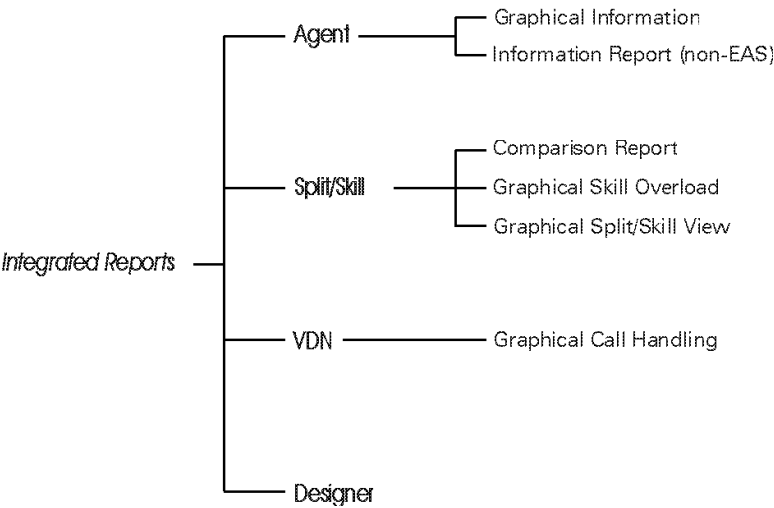 Graphical Information
Agent
Information Report (non-EAS)
Comparison Report
Split/Skill
Graphical Skill Overload
Graphical Split/Skill View
Integrated Reports
VDN
Graphical Call Handling
Designer